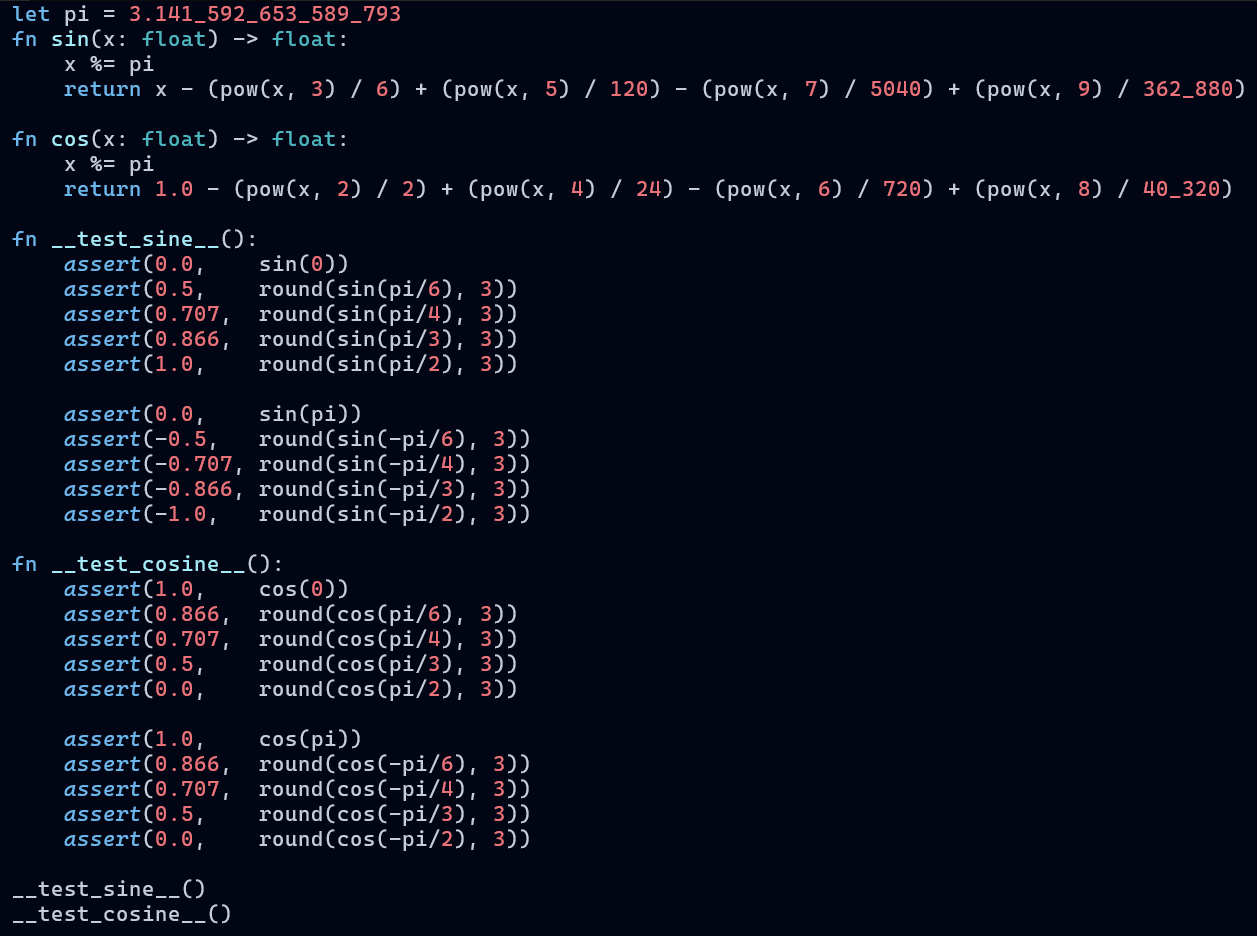 let pi = 3.141_592_653_589_793
fn sin(x: float) -> float:
    x %= pi
    return x - (pow(x, 3) / 6) + (pow(x, 5) / 120) - (pow(x, 7) / 5040) + (pow(x, 9) / 362_880)

fn cos(x: float) -> float:
    x %= pi
    return 1.0 - (pow(x, 2) / 2) + (pow(x, 4) / 24) - (pow(x, 6) / 720) + (pow(x, 8) / 40_320)

fn __test_sine__():
    assert(0.0,    sin(0))
    assert(0.5,    round(sin(pi/6), 3))
    assert(0.707,  round(sin(pi/4), 3))
    assert(0.866,  round(sin(pi/3), 3))
    assert(1.0,    round(sin(pi/2), 3))

    assert(0.0,    sin(pi))
    assert(-0.5,   round(sin(-pi/6), 3))
    assert(-0.707, round(sin(-pi/4), 3))
    assert(-0.866, round(sin(-pi/3), 3))
    assert(-1.0,   round(sin(-pi/2), 3))

fn __test_cosine__():
    assert(1.0,    cos(0))
    assert(0.866,  round(cos(pi/6), 3))
    assert(0.707,  round(cos(pi/4), 3))
    assert(0.5,    round(cos(pi/3), 3))
    assert(0.0,    round(cos(pi/2), 3))

    assert(1.0,    cos(pi))
    assert(0.866,  round(cos(-pi/6), 3))
    assert(0.707,  round(cos(-pi/4), 3))
    assert(0.5,    round(cos(-pi/3), 3))
    assert(0.0,    round(cos(-pi/2), 3))

__test_sine__()
__test_cosine__()